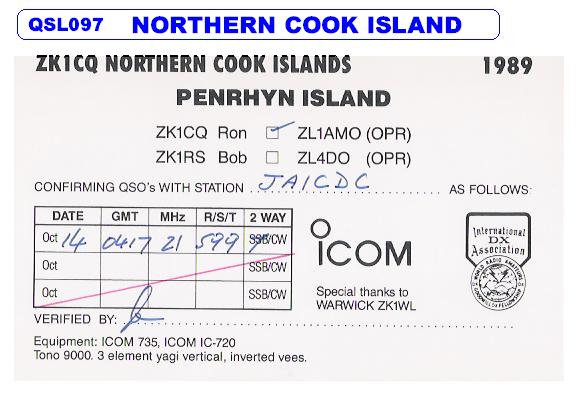 QSL097 NORTHERN COOK ISLAND
ZK1CQ NORTHERN COOK ISLANDS 1989
PENRHYN ISLAND
ZK1CQ Ron ZL1AMO (OPR)
ZK1RS Bob ZL4DO (OPR)
CONFIRMING QSO's WITH STATION JA1CDC AS FOLLOWS
DATE GMT MHz R/S/T 2 WAY
Oct 14 0417 21 599 SSB/CW
Oct SSB/CW
Oct SSB/CW
ICOM
Special thanks to
WARWICK ZK1WL
International
DX
Association
WORLD RADIO AMATEURS
VERIFIED BY:
Equipment: ICOM 735, ICOM IC-720
Tono 9000. 3 element yagi vertical, inverted vees.